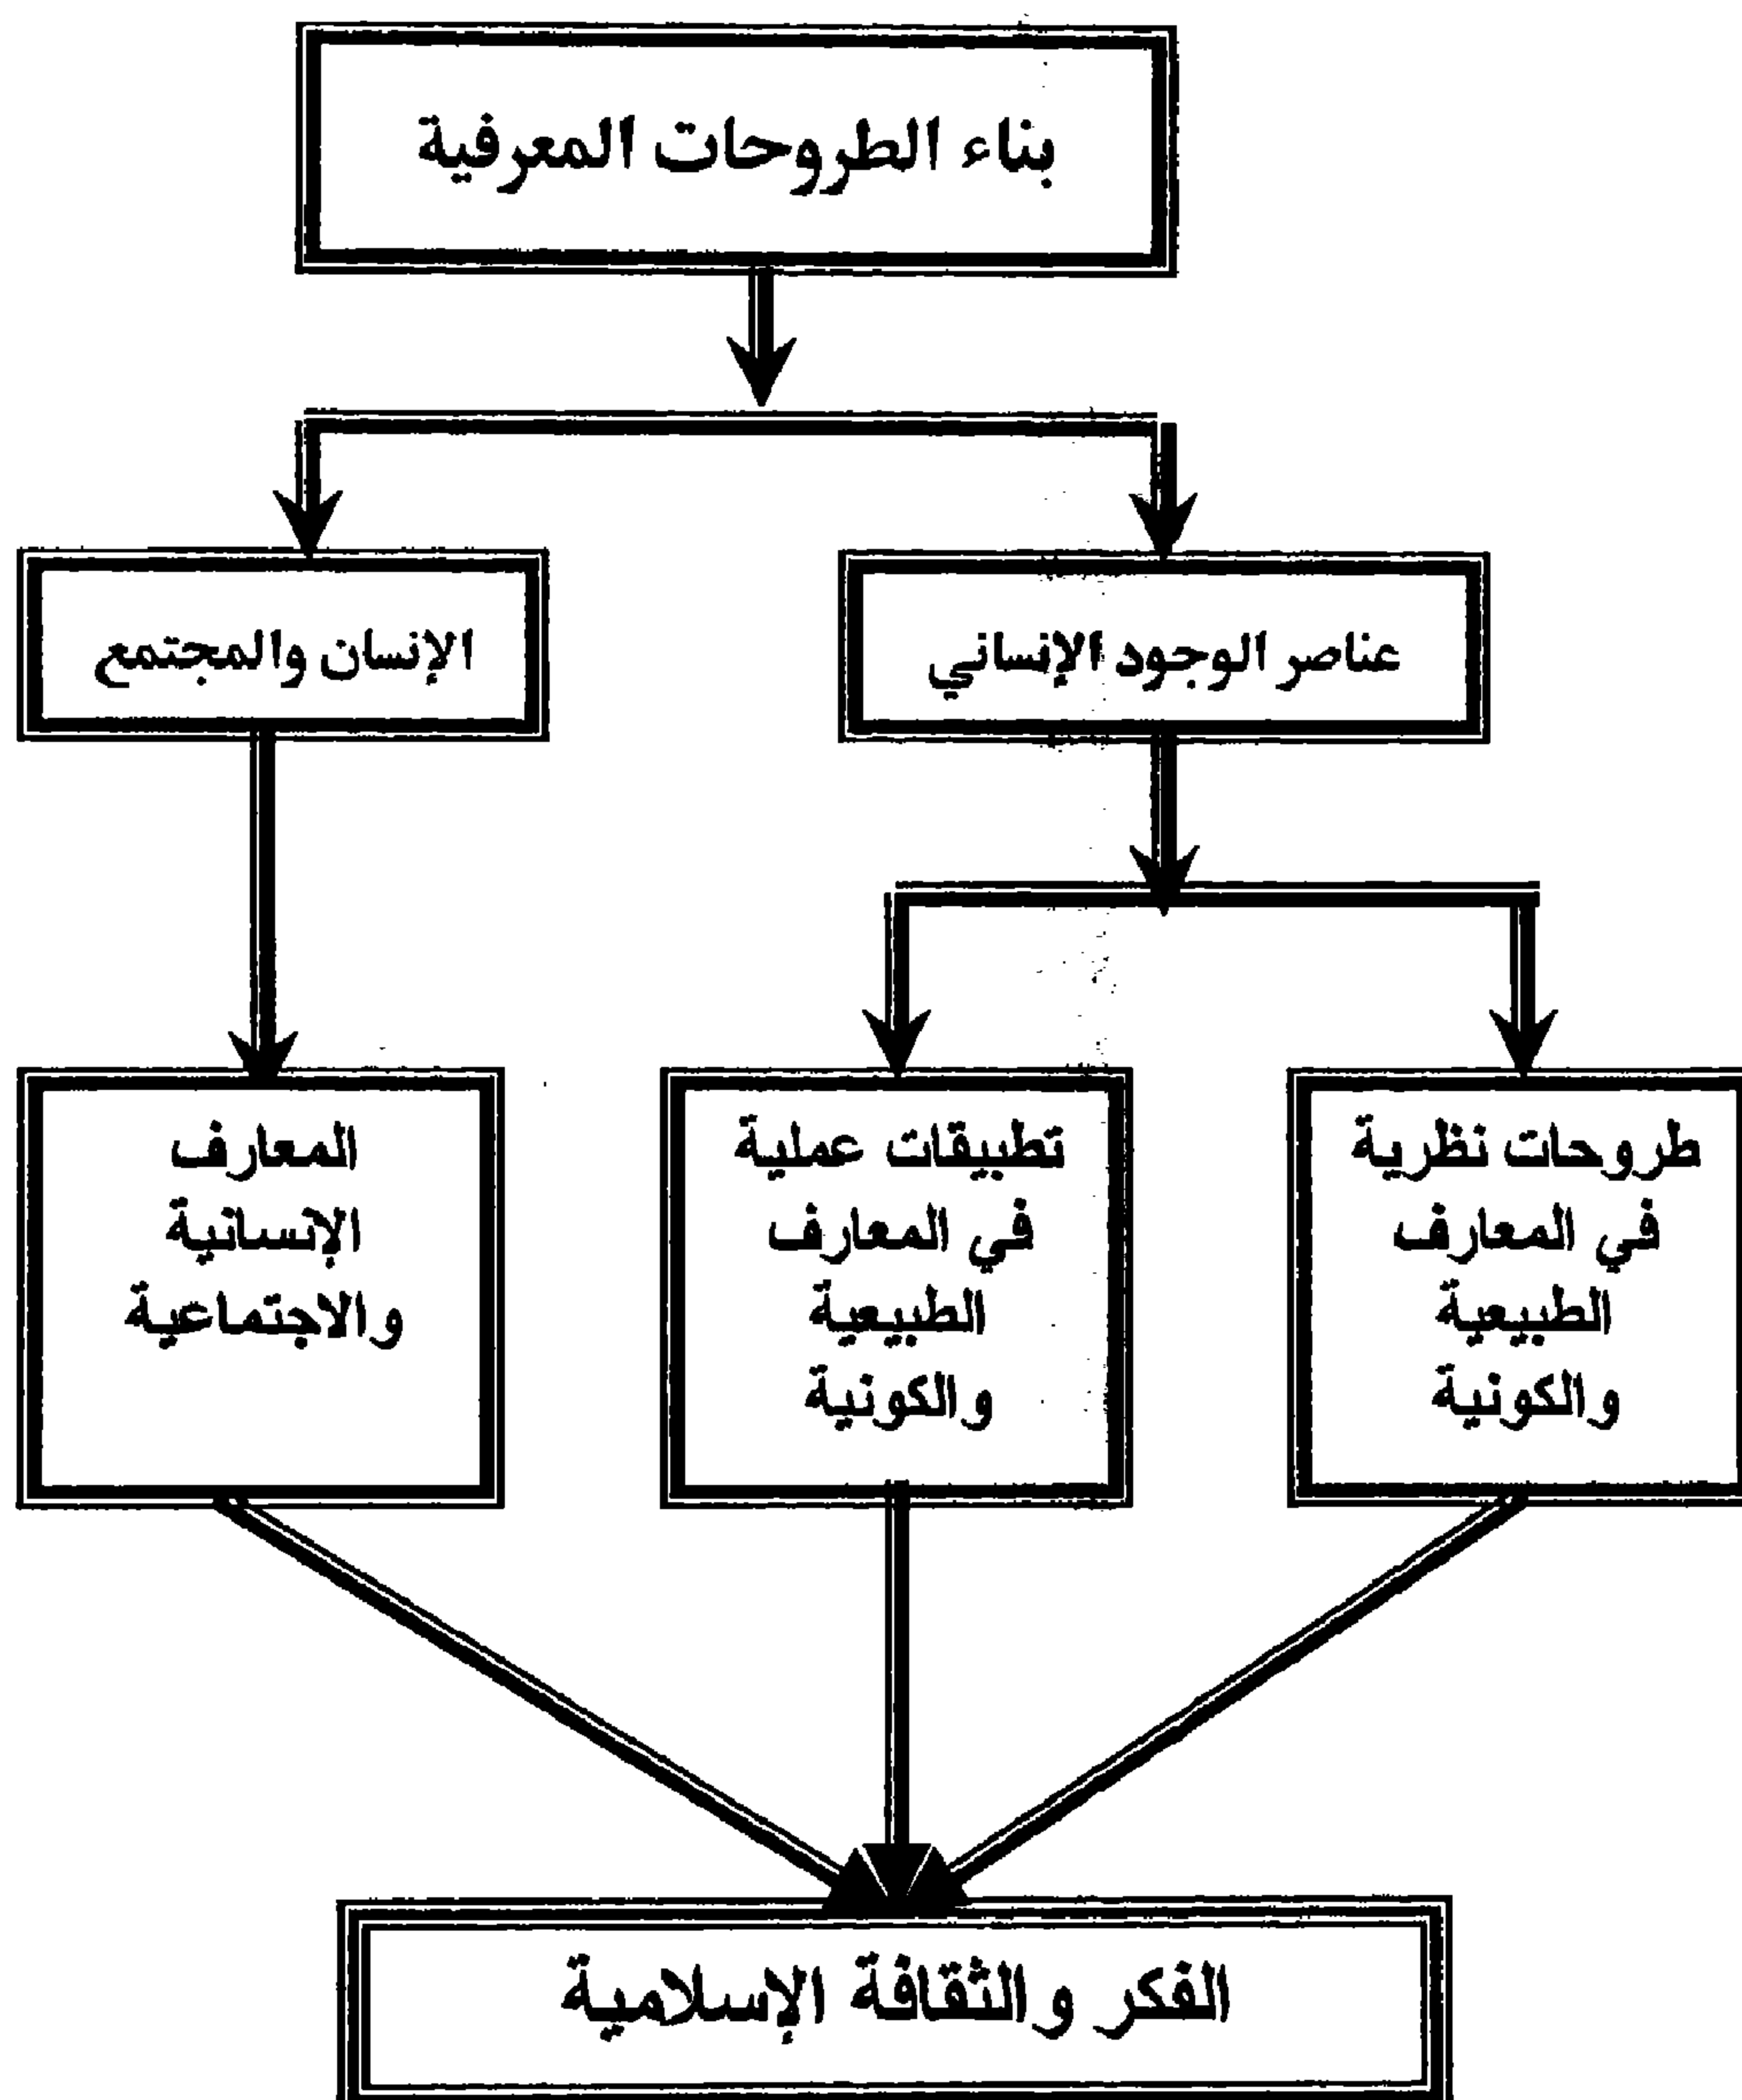 بناء الطروحات المعرفية
عناصر الوجود الإنساني
الإنسان والمجتمع
طروحات نظرية
في المعارف
الطبيعية
والكونية
تطبيقات عملية
في المعارف
الطبيعية
والكونية
المعارف
الإنسانية
والاجتماعية
الفكر والثقافة الإسلامية